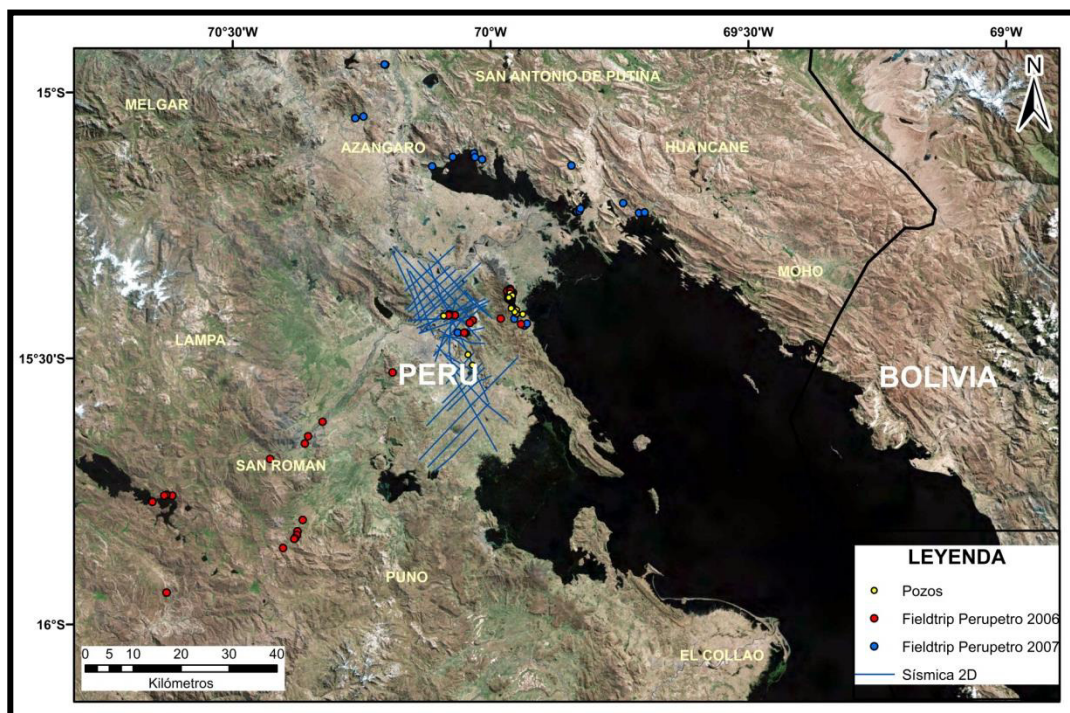 70°30'W
70°0'W
69°30'W
69°W
SAN ANTONIO DE PUTINA
N
15°S
MELGAR
AZANGARO
HUANCANE
MOHO
LAMPA
15°30'S
PERÚ
BOLIVIA
SAN ROMAN
PUNO
16°S
EL COLLAO
0 5 10 20 30 40
Kilómetros
LEYENDA
Pozos
Fieldtrip Perupetro 2006
Fieldtrip Perupetro 2007
Sísmica 2D